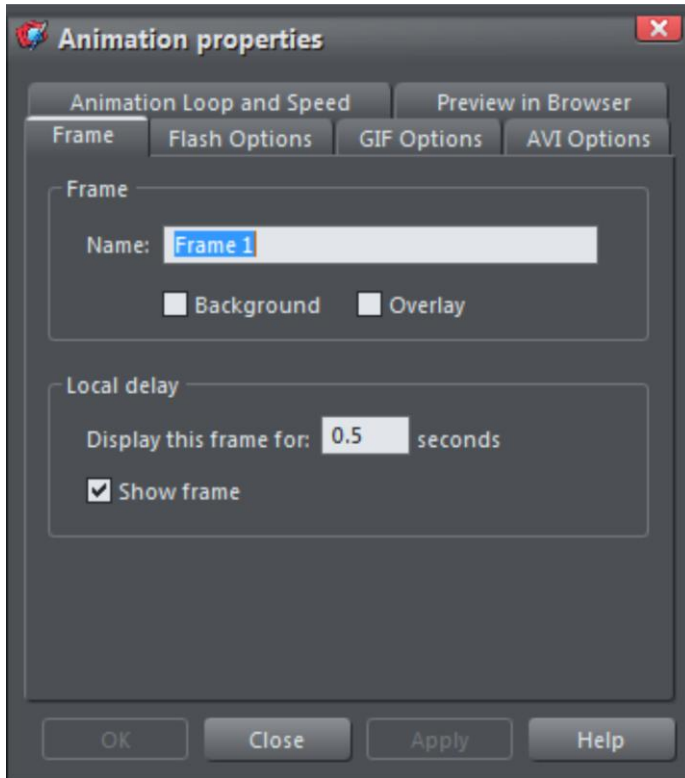 Animation properties
Animation Loop and Speed Preview in Browser
Frame Flash Options GIF Options AVI Options
Frame
Name: Frame 1
Background Overlay
Local delay
Display this frame for: 0.5 seconds
Show frame
OK Close Apply Help